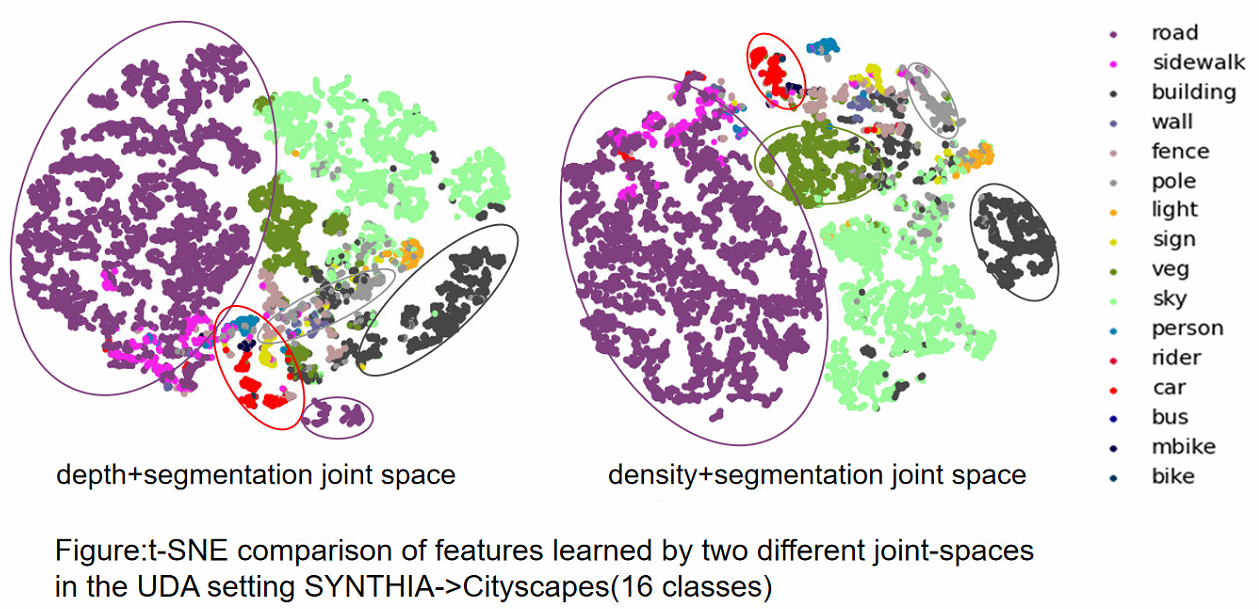 road
sidewalk
building
wall
fence
pole
light
sign
veg
sky
person
rider
car
bus
mbike
bike
depth+segmentation joint space
density+segmentation joint space
Figure:t-SNE comparison of features learned by two different joint-spaces
in the UDA setting SYNTHIA->Cityscapes(16 classes)